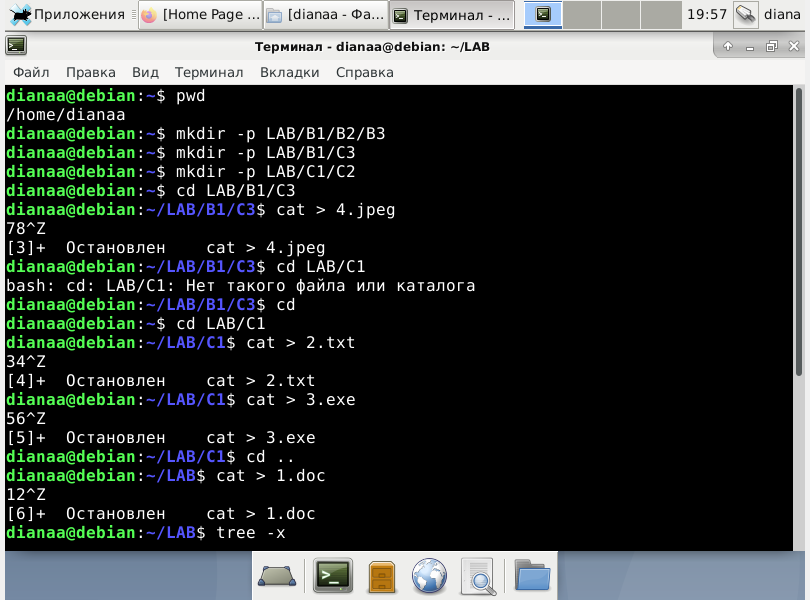 Приложения
[Home Page ...
[dianaa - Фа...
Терминал - ...
19:57
diana
Терминал - dianaa@debian: ~/LAB
Файл Правка Вид Терминал Вкладки Справка
dianaa@debian:~$ pwd
/home/dianaa
dianaa@debian:~$ mkdir -p LAB/B1/B2/B3
dianaa@debian:~$ mkdir -p LAB/B1/C3
dianaa@debian:~$ mkdir -p LAB/C1/C2
dianaa@debian:~$ cd LAB/B1/C3
dianaa@debian:~/LAB/B1/C3$ cat > 4.jpeg
78^Z
[3]+  Остановлен    cat > 4.jpeg
dianaa@debian:~/LAB/B1/C3$ cd LAB/C1
bash: cd: LAB/C1: Нет такого файла или каталога
dianaa@debian:~/LAB/B1/C3$ cd
dianaa@debian:~$ cd LAB/C1
dianaa@debian:~/LAB/C1$ cat > 2.txt
34^Z
[4]+  Остановлен    cat > 2.txt
dianaa@debian:~/LAB/C1$ cat > 3.exe
56^Z
[5]+  Остановлен    cat > 3.exe
dianaa@debian:~/LAB/C1$ cd ..
dianaa@debian:~/LAB$ cat > 1.doc
12^Z
[6]+  Остановлен    cat > 1.doc
dianaa@debian:~/LAB$ tree -x